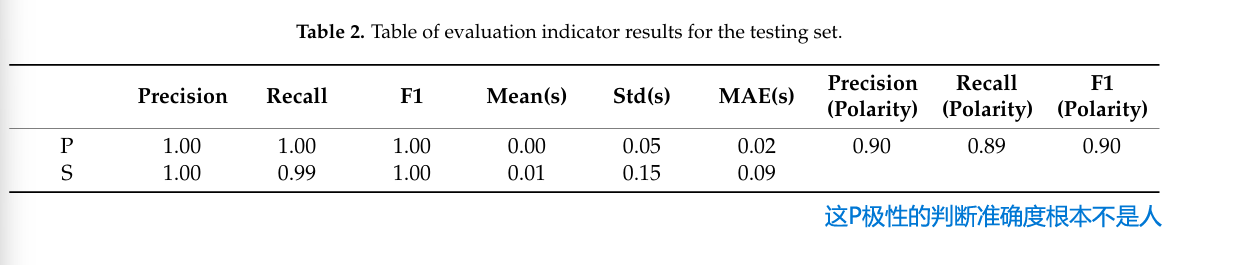 Table 2. Table of evaluation indicator results for the testing set.
Precision Recall F1 Mean(s) Std(s) MAE(s) Precision (Polarity) Recall (Polarity) F1 (Polarity)
P 1.00 1.00 1.00 0.00 0.05 0.02 0.90 0.89 0.90
S 1.00 0.99 1.00 0.01 0.15 0.09
这P极性的判断准确度根本不是人